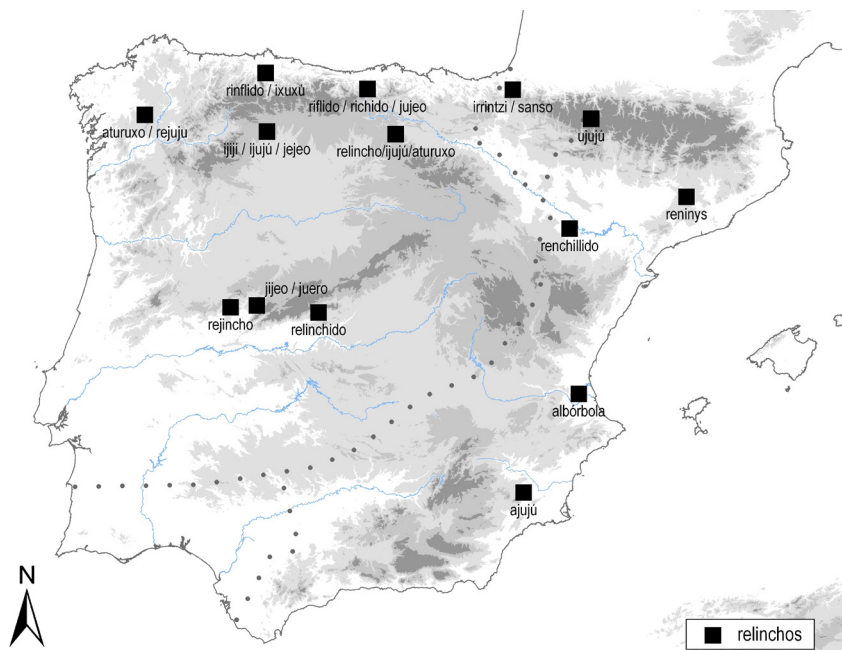 rinflido / ixuxú
riflido / richido / jujeo
irrintzi / sanso
aturuxo / rejuju
ijiji / ijujú / jejeo
relincho/ijujú/aturuxo
ujujú
reninys
renchillido
jijeo / juero
rejincho
relinchido
albórbola
ajujú
N
relinchos